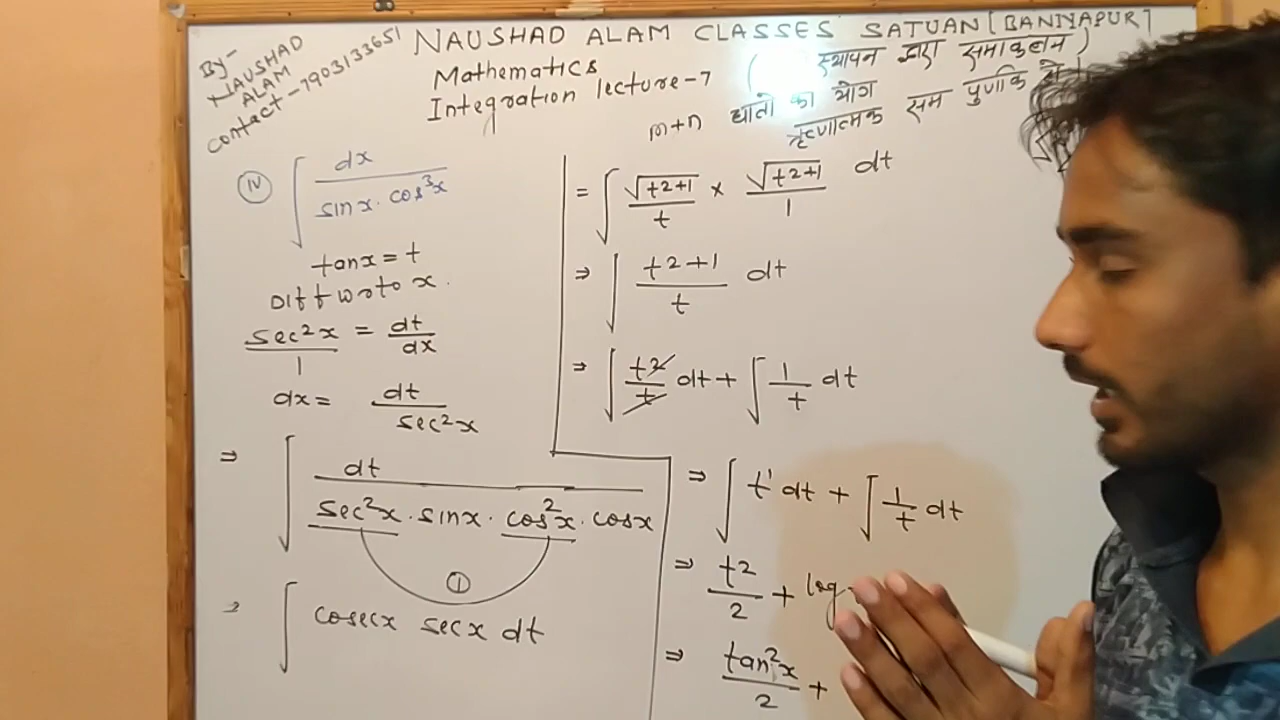 By-
NAUSHAD
ALAM
contact - 7903133651
NAUSHAD ALAM CLASSES SATUAN [BANIYAPUR]
Mathematics
Integration lecture-7
( स्थापन द्वारा समाकलन )
m+n घातों का योग
ऋणात्मक सम पुर्णांक हो।
(IV) ∫ dx / sinx · cos³x
tanx = t
Diff w r to x.
sec²x / 1 = dt / dx
dx = dt / sec²x
⇒ ∫ dt / sec²x · sinx · cos²x · cosx
①
⇒ ∫ cosecx secx dt
= ∫ √t²+1 / t × √t²+1 / 1 dt
⇒ ∫ t²+1 / t dt
⇒ ∫ t² / t dt + ∫ 1 / t dt
⇒ ∫ t¹ dt + ∫ 1 / t dt
⇒ t² / 2 + log
⇒ tan²x / 2 +